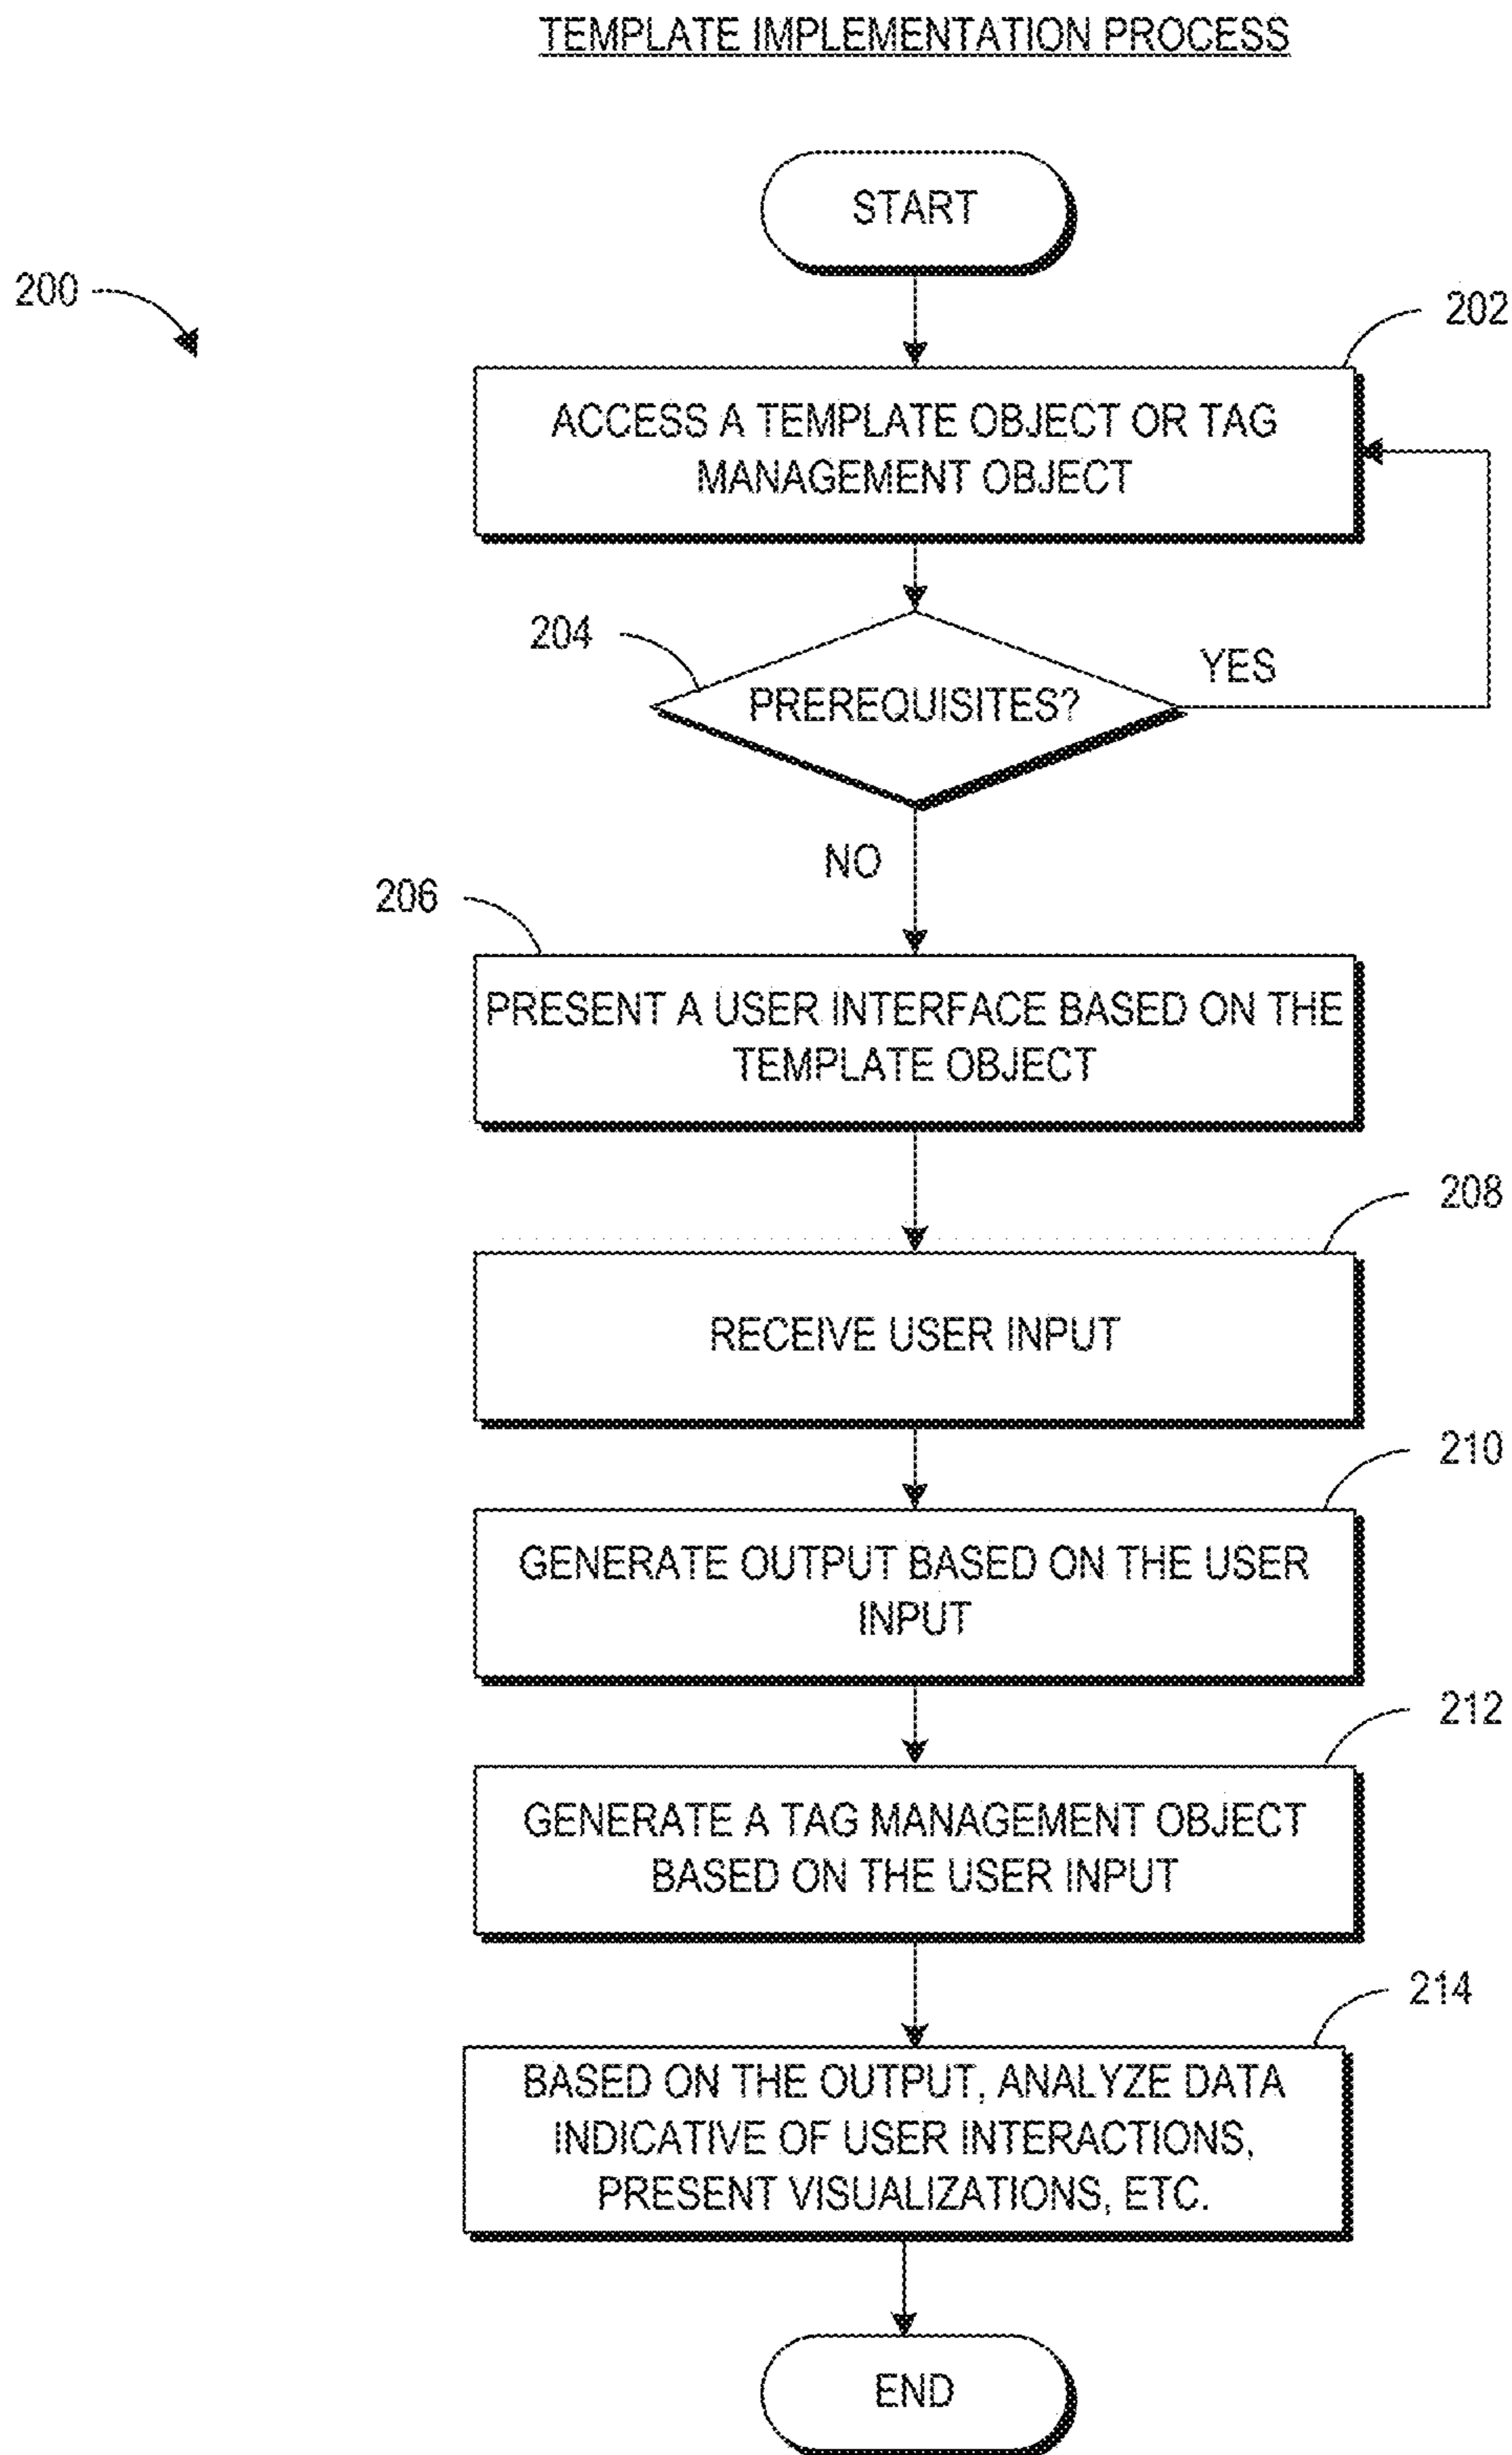 TEMPLATE IMPLEMENTATION PROCESS
START
200
202
ACCESS A TEMPLATE OBJECT OR TAG
MANAGEMENT OBJECT
204
PREREQUISITES?
YES
NO
206
PRESENT A USER INTERFACE BASED ON THE
TEMPLATE OBJECT
208
RECEIVE USER INPUT
210
GENERATE OUTPUT BASED ON THE USER
INPUT
212
GENERATE A TAG MANAGEMENT OBJECT
BASED ON THE USER INPUT
214
BASED ON THE OUTPUT, ANALYZE DATA
INDICATIVE OF USER INTERACTIONS,
PRESENT VISUALIZATIONS, ETC.
END